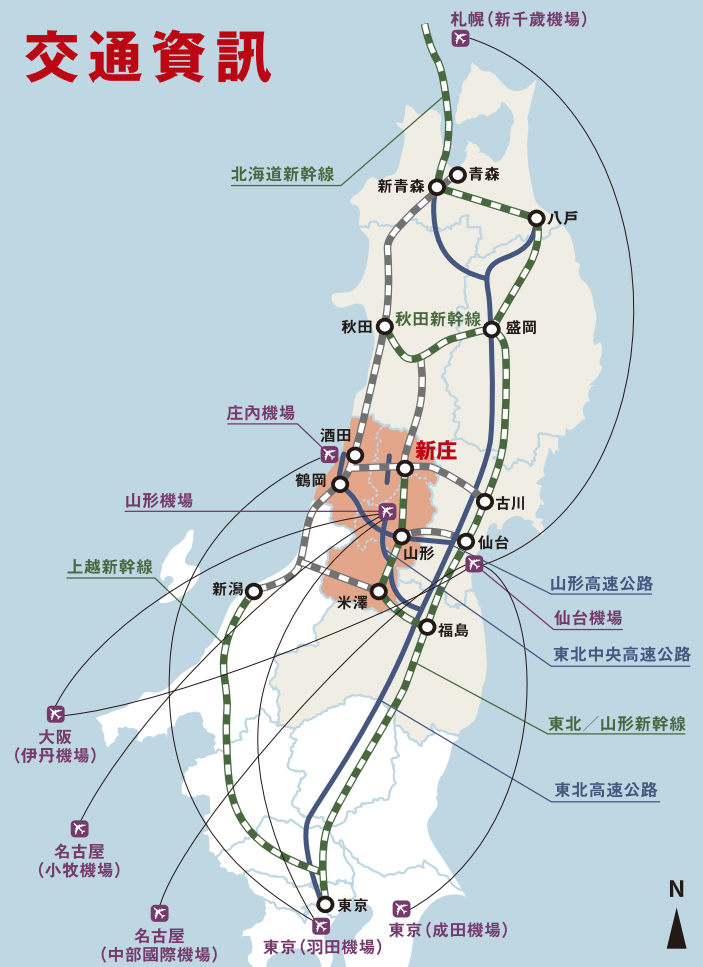 交通資訊
札幌（新千歲機場）
北海道新幹線
新青森
青森
八戶
秋田
秋田新幹線
盛岡
庄內機場
酒田
新庄
鶴岡
山形機場
古川
仙台
山形
上越新幹線
新潟
米澤
山形高速公路
仙台機場
福島
東北中央高速公路
大阪
（伊丹機場）
東北／山形新幹線
東北高速公路
名古屋
（小牧機場）
東京
名古屋
（中部國際機場）
東京（羽田機場）
東京（成田機場）
N